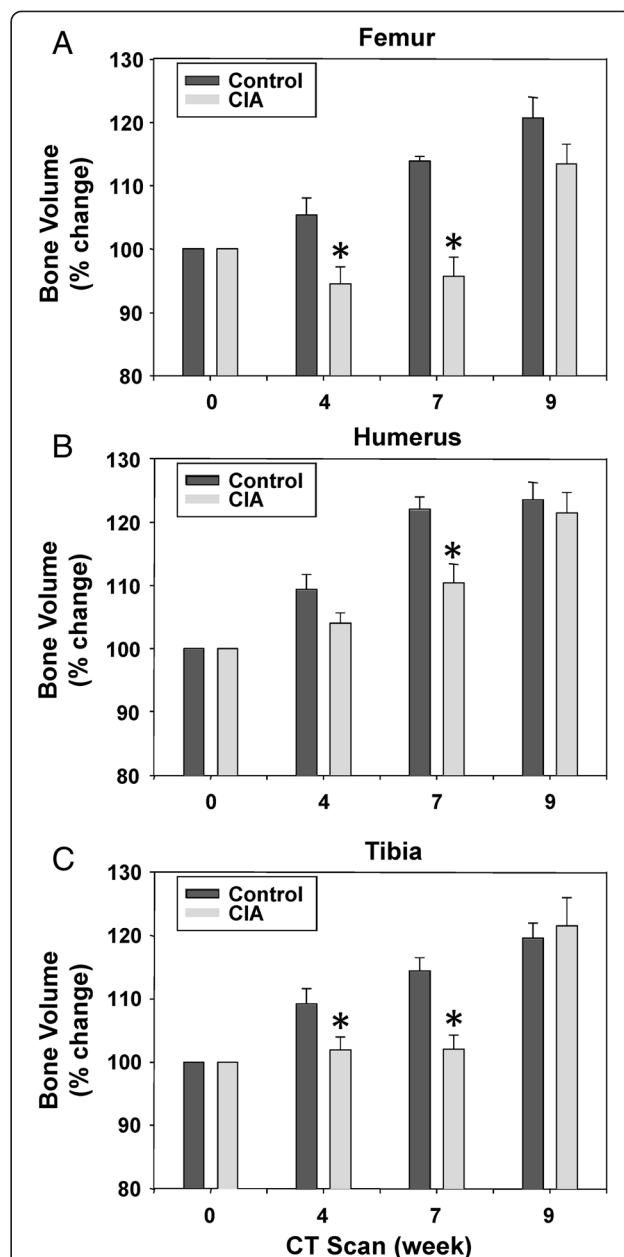 A
Femur
Control
CIA
Bone Volume
(% change)
130
120
110
100
90
80
*
*
0 4 7 9
B
Humerus
Control
CIA
Bone Volume
(% change)
130
120
110
100
90
80
*
0 4 7 9
C
Tibia
Control
CIA
Bone Volume
(% change)
130
120
110
100
90
80
*
*
0 4 7 9
CT Scan (week)